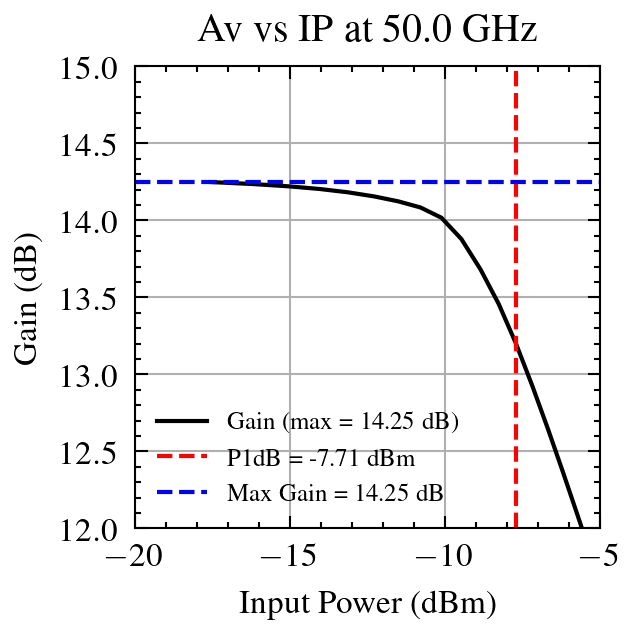 Av vs IP at 50.0 GHz
15.0
14.5
14.0
13.5
13.0
12.5
12.0
Gain (dB)
Gain (max = 14.25 dB)
P1dB = -7.71 dBm
Max Gain = 14.25 dB
−20
−15
−10
−5
Input Power (dBm)